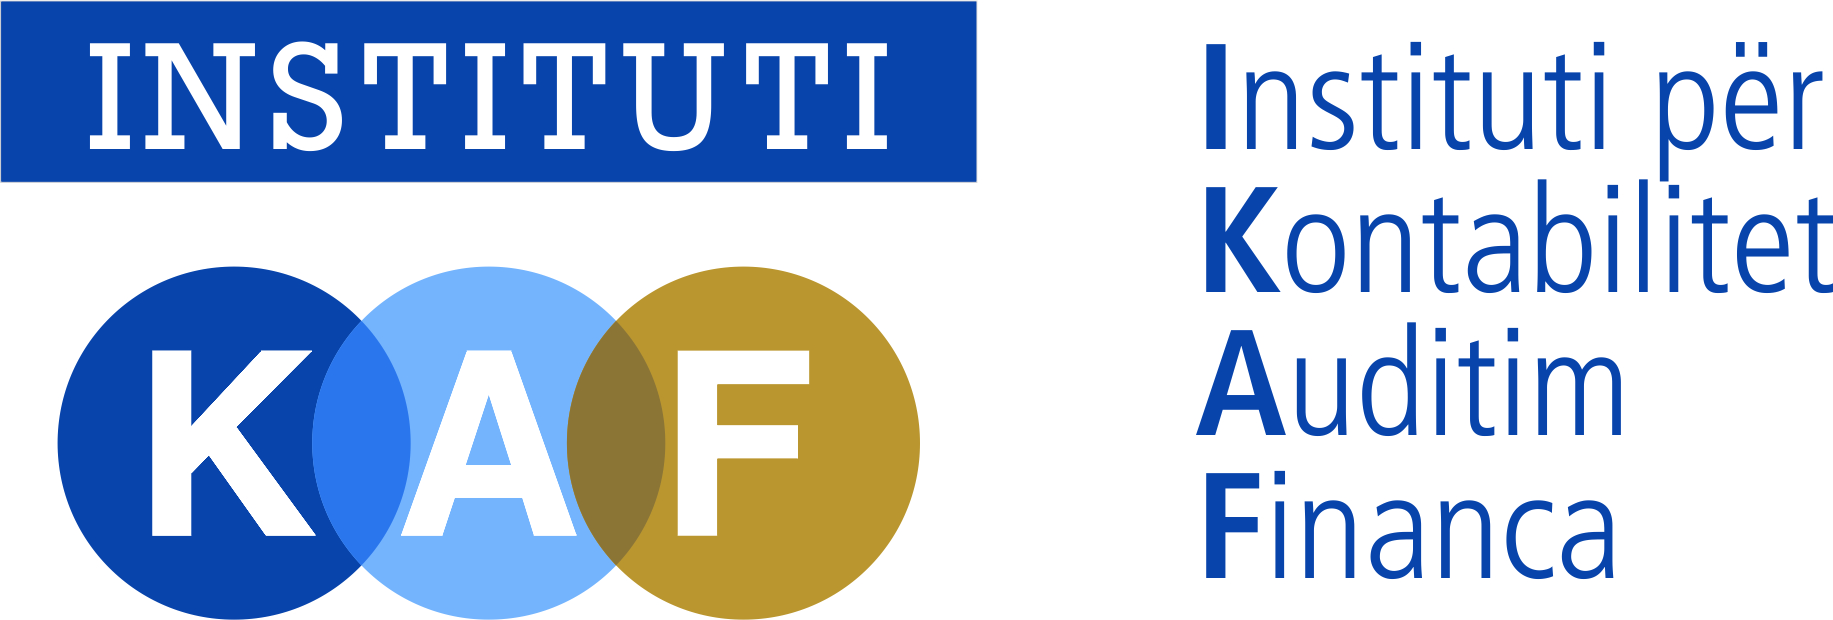 INSTITUTI
KAF
Instituti për
Kontabilitet
Auditim
Financa